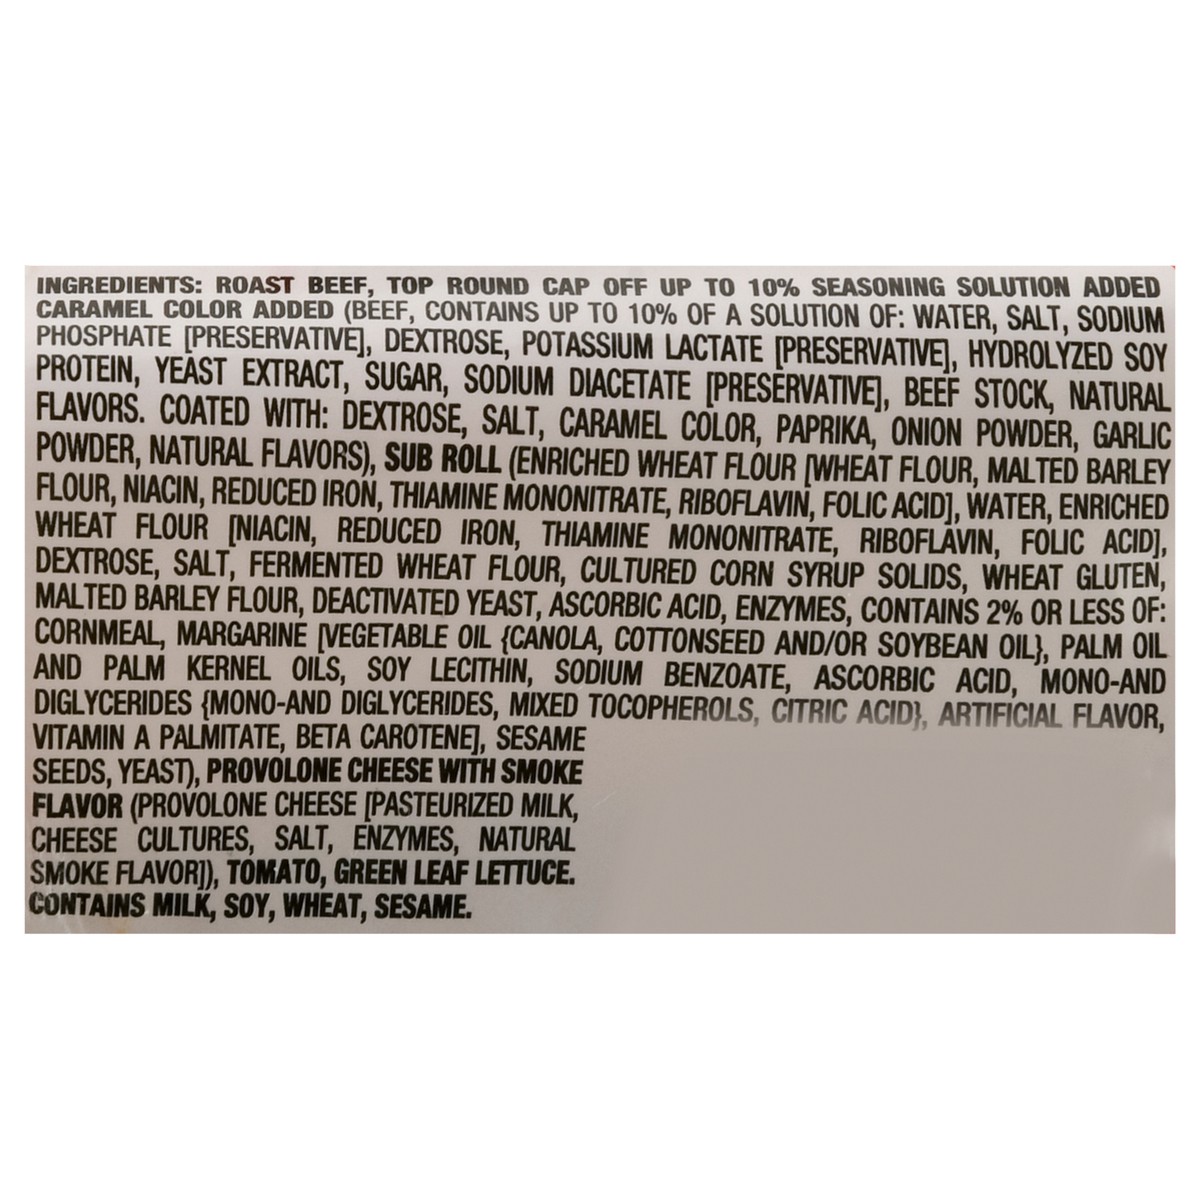 INGREDIENTS: ROAST BEEF, TOP ROUND CAP OFF UP TO 10% SEASONING SOLUTION ADDED
CARAMEL COLOR ADDED (BEEF, CONTAINS UP TO 10% OF A SOLUTION OF: WATER, SALT, SODIUM
PHOSPHATE [PRESERVATIVE], DEXTROSE, POTASSIUM LACTATE [PRESERVATIVE], HYDROLYZED SOY
PROTEIN, YEAST EXTRACT, SUGAR, SODIUM DIACETATE [PRESERVATIVE], BEEF STOCK, NATURAL
FLAVORS. COATED WITH: DEXTROSE, SALT, CARAMEL COLOR, PAPRIKA, ONION POWDER, GARLIC
POWDER, NATURAL FLAVORS), SUB ROLL (ENRICHED WHEAT FLOUR [WHEAT FLOUR, MALTED BARLEY
FLOUR, NIACIN, REDUCED IRON, THIAMINE MONONITRATE, RIBOFLAVIN, FOLIC ACID], WATER, ENRICHED
WHEAT FLOUR [NIACIN, REDUCED IRON, THIAMINE MONONITRATE, RIBOFLAVIN, FOLIC ACID],
DEXTROSE, SALT, FERMENTED WHEAT FLOUR, CULTURED CORN SYRUP SOLIDS, WHEAT GLUTEN,
MALTED BARLEY FLOUR, DEACTIVATED YEAST, ASCORBIC ACID, ENZYMES, CONTAINS 2% OR LESS OF:
CORNMEAL, MARGARINE [VEGETABLE OIL {CANOLA, COTTONSEED AND/OR SOYBEAN OIL}, PALM OIL
AND PALM KERNEL OILS, SOY LECITHIN, SODIUM BENZOATE, ASCORBIC ACID, MONO-AND
DIGLYCERIDES {MONO-AND DIGLYCERIDES, MIXED TOCOPHEROLS, CITRIC ACID}, ARTIFICIAL FLAVOR,
VITAMIN A PALMITATE, BETA CAROTENE], SESAME
SEEDS, YEAST), PROVOLONE CHEESE WITH SMOKE
FLAVOR (PROVOLONE CHEESE [PASTEURIZED MILK,
CHEESE CULTURES, SALT, ENZYMES, NATURAL
SMOKE FLAVOR]), TOMATO, GREEN LEAF LETTUCE.
CONTAINS MILK, SOY, WHEAT, SESAME.